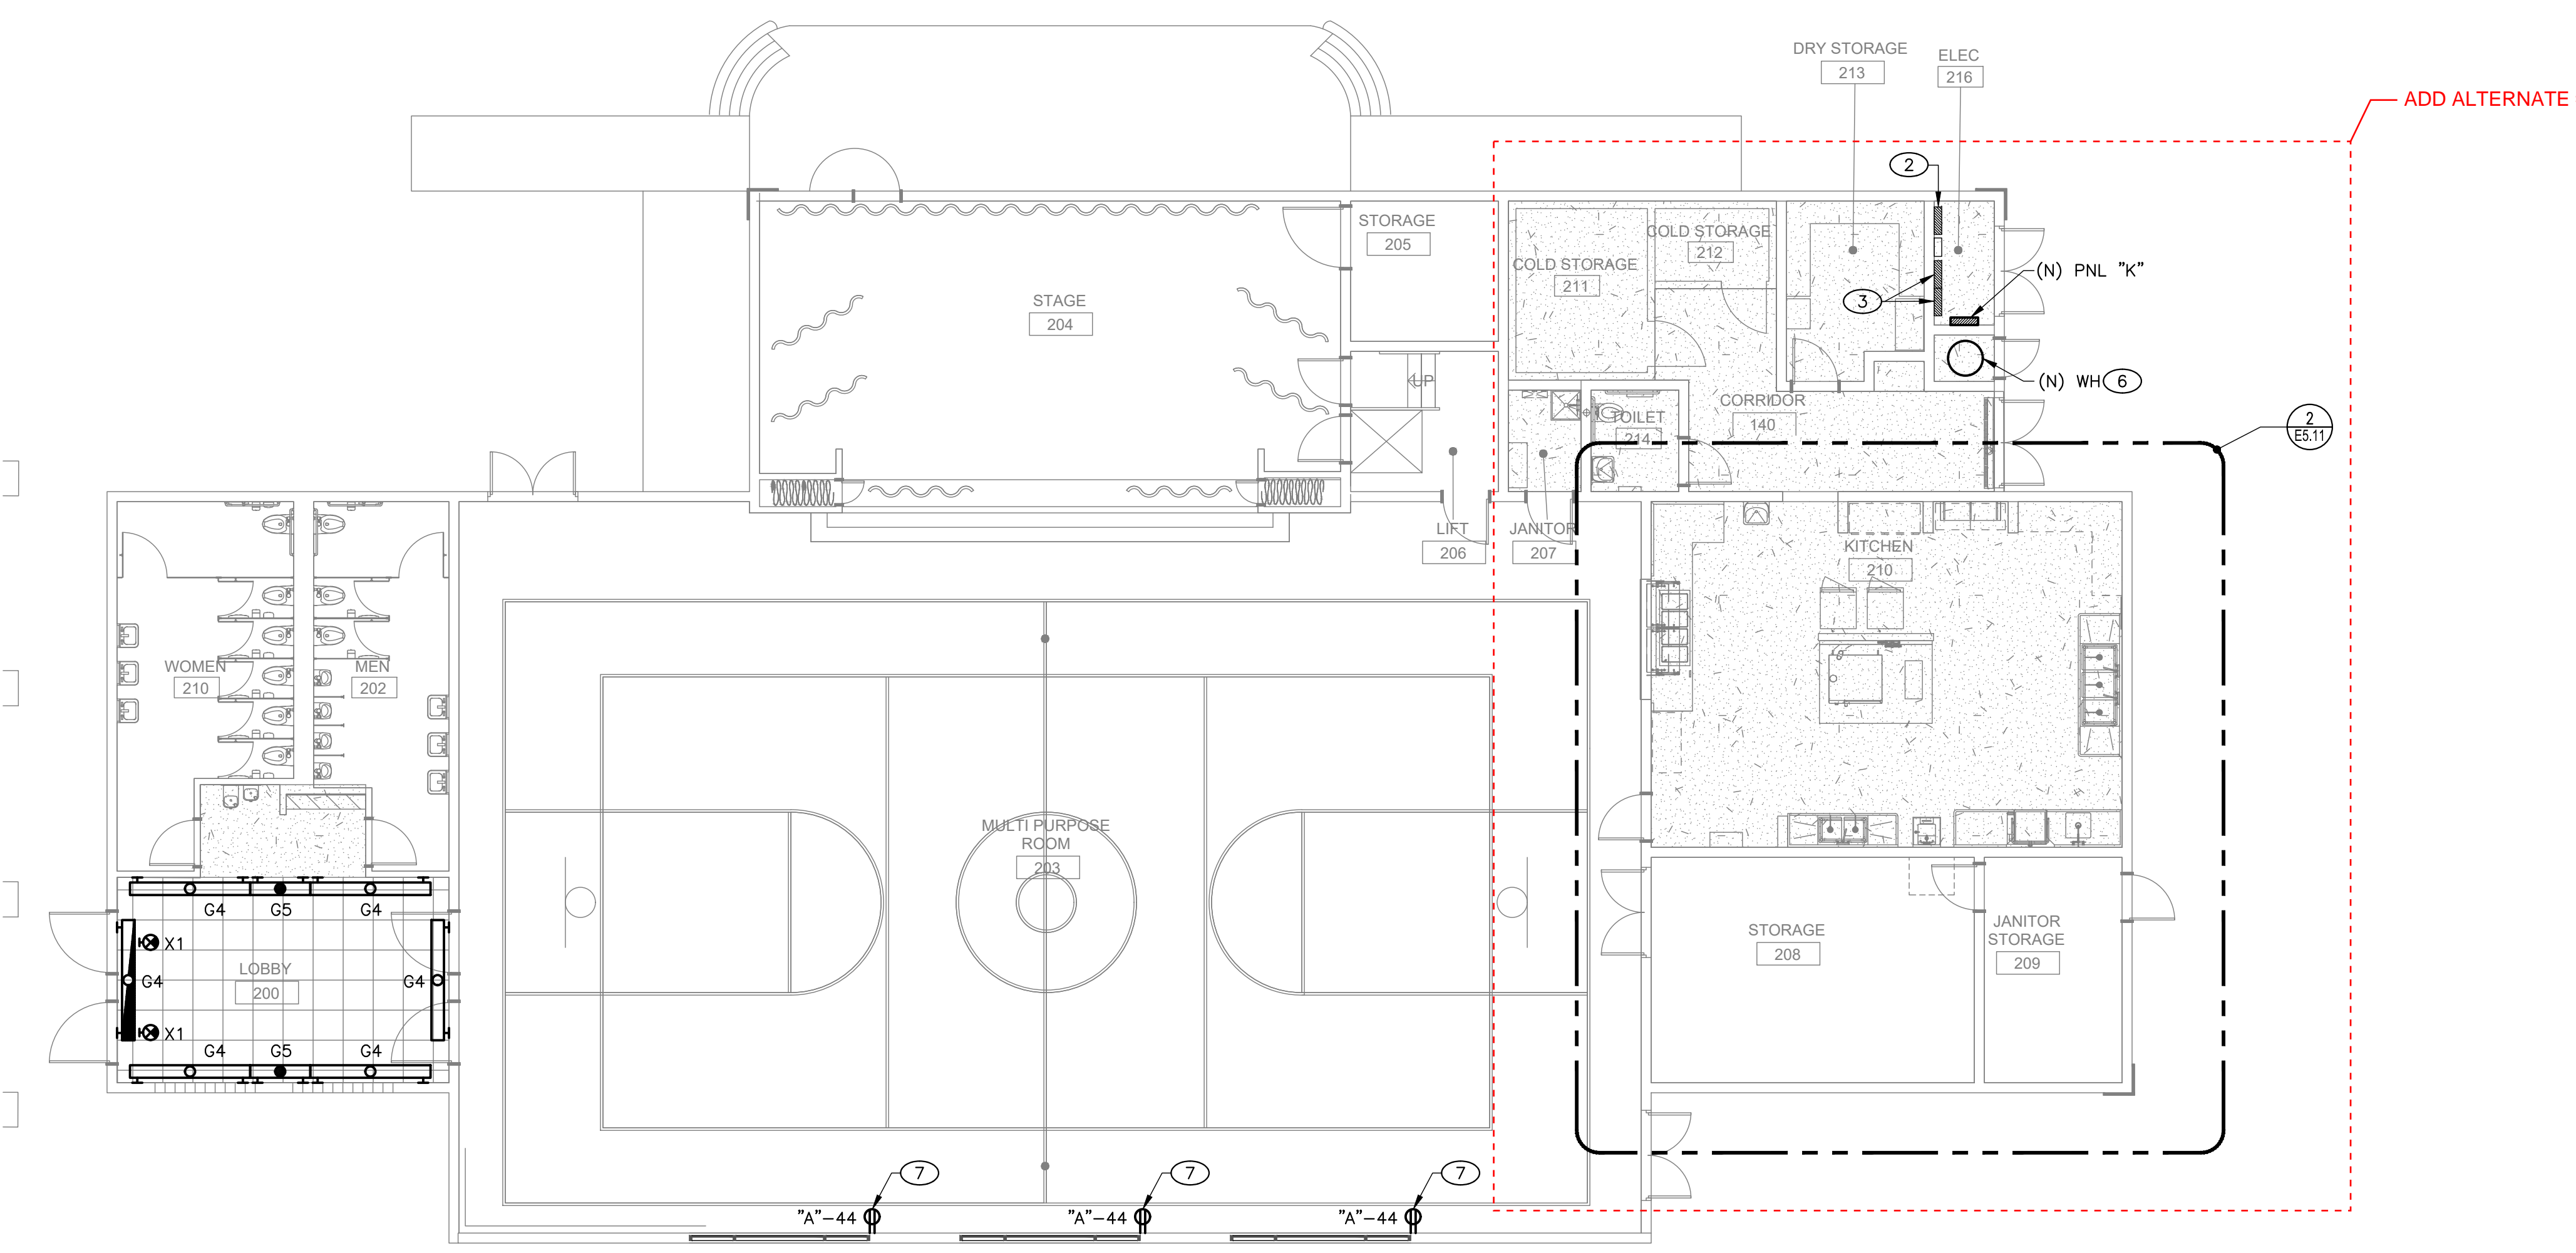 DRY STORAGE
213
ELEC
216
ADD ALTERNATE
2
STORAGE
205
COLD STORAGE
212
COLD STORAGE
211
(N) PNL "K"
STAGE
204
3
UP
(N) WH 6
CORRIDOR
140
TOILET
214
2
E5.11
LIFT
206
JANITOR
207
KITCHEN
210
WOMEN
210
MEN
202
MULTI PURPOSE
ROOM
203
G4
G5
G4
X1
LOBBY
200
G4
G4
X1
G4
G5
G4
STORAGE
208
JANITOR
STORAGE
209
7
7
7
"A"-44
"A"-44
"A"-44